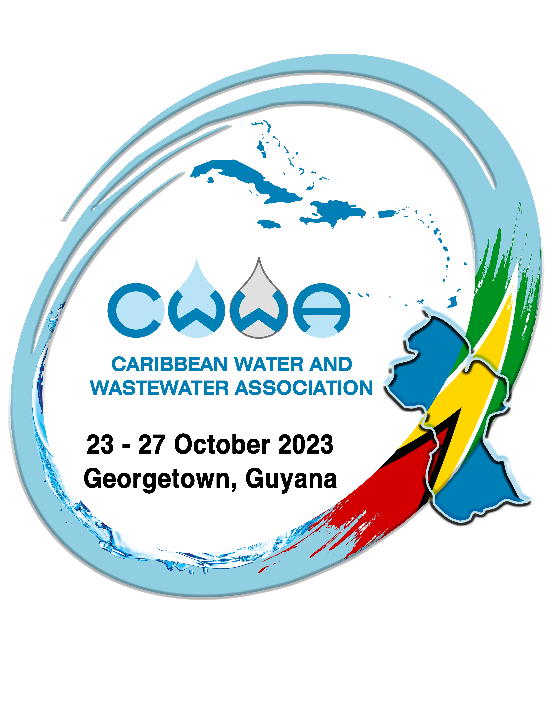 CWWA
CARIBBEAN WATER AND
WASTEWATER ASSOCIATION
23 - 27 October 2023
Georgetown, Guyana